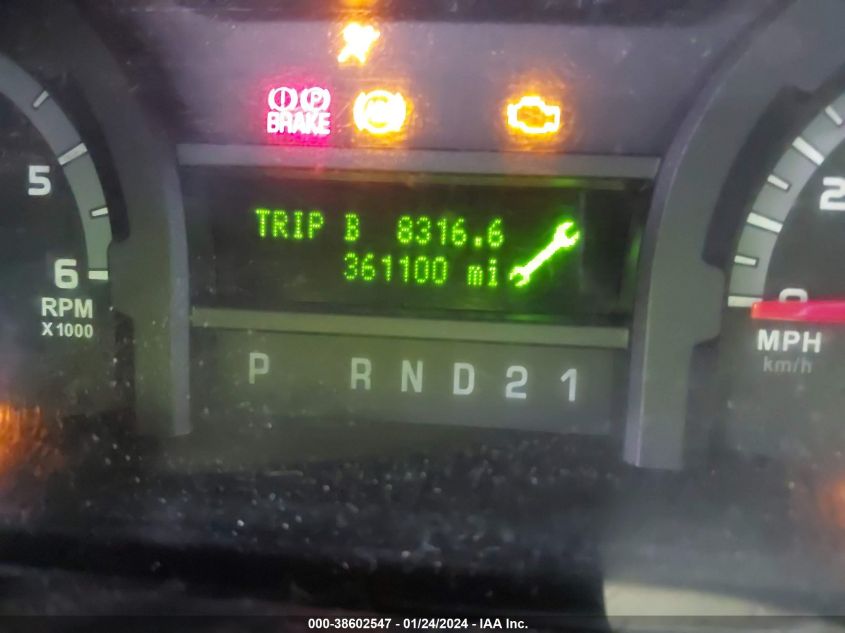 BRAKE
TRIP B 8316.6
361100 mi
5
6
RPM
X1000
2
0
MPH
km/h
P R N D 2 1
000-38602547 - 01/24/2024 - IAA Inc.